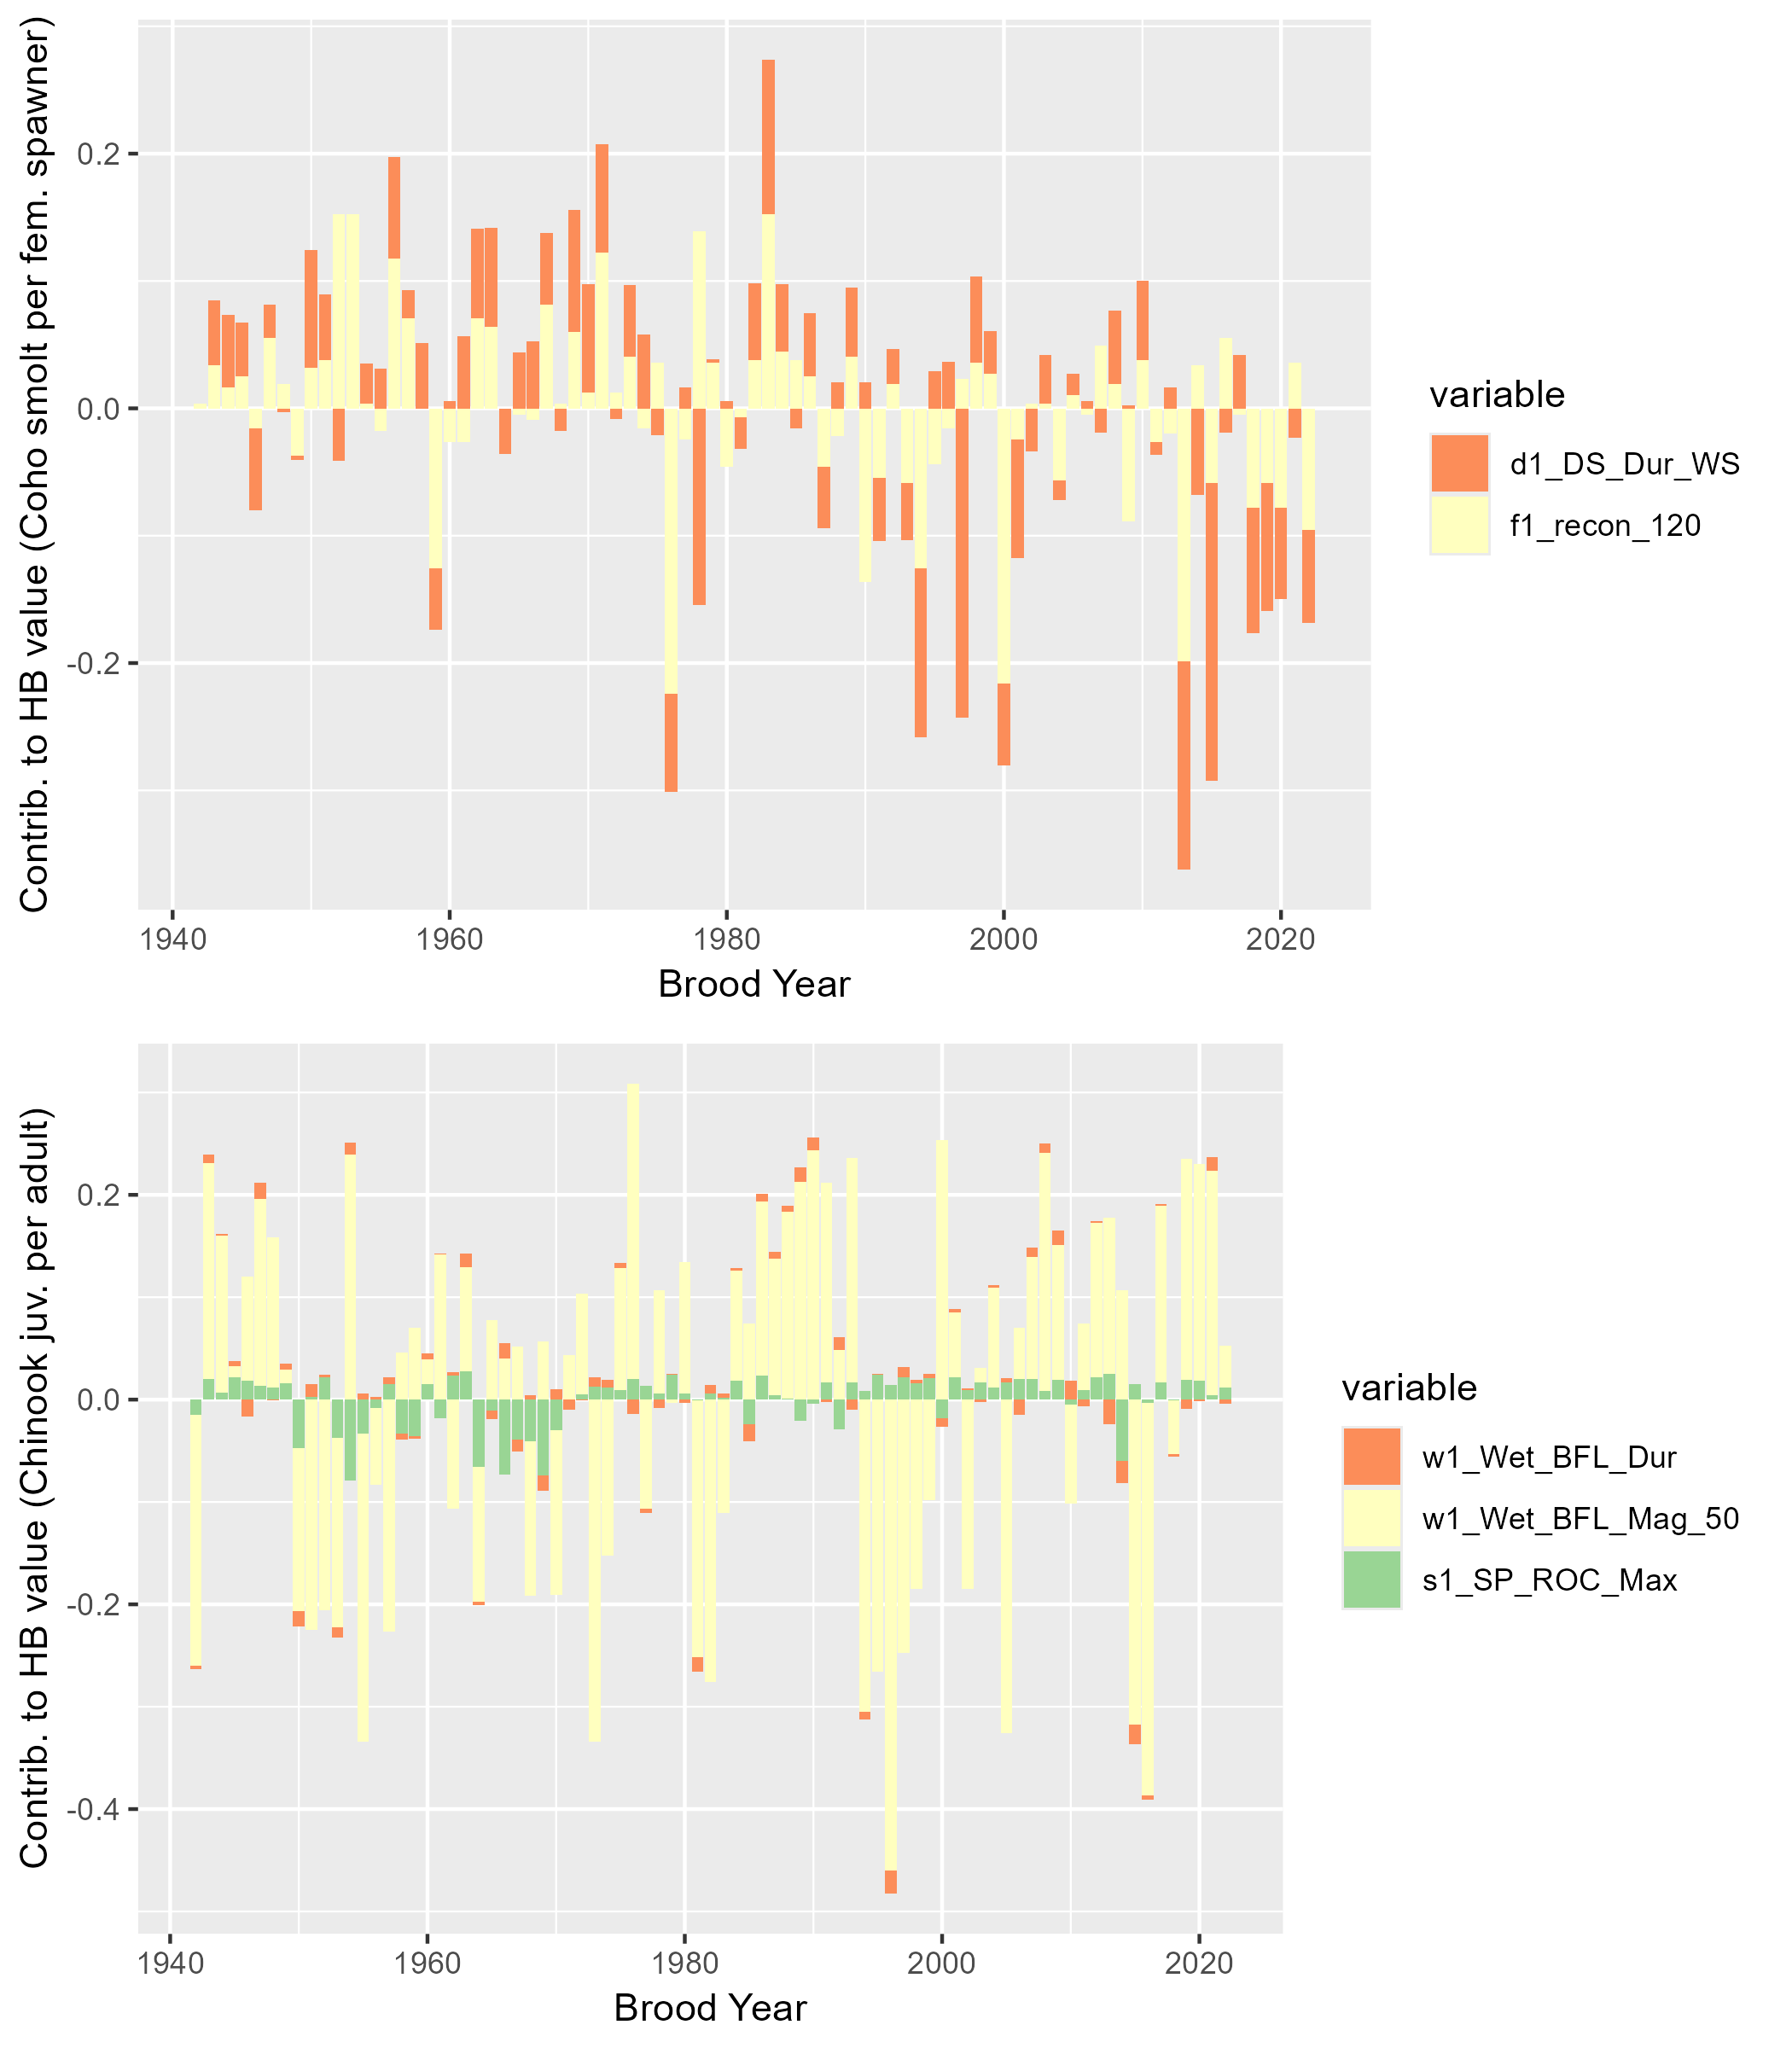 Contrib. to HB value (Coho smolt per fem. spawner)
0.2
0.0
-0.2
1940 1960 1980 2000 2020
Brood Year
variable
d1_DS_Dur_WS
f1_recon_120
Contrib. to HB value (Chinook juv. per adult)
0.2
0.0
-0.2
-0.4
1940 1960 1980 2000 2020
Brood Year
variable
w1_Wet_BFL_Dur
w1_Wet_BFL_Mag_50
s1_SP_ROC_Max